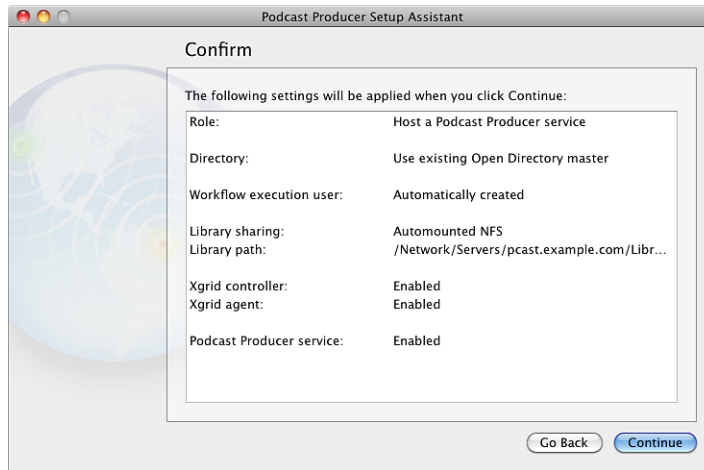 Podcast Producer Setup Assistant
Confirm
The following settings will be applied when you click Continue:
Role: Host a Podcast Producer service
Directory: Use existing Open Directory master
Workflow execution user: Automatically created
Library sharing: Automounted NFS
Library path: /Network/Servers/pcast.example.com/Libr...
Xgrid controller: Enabled
Xgrid agent: Enabled
Podcast Producer service: Enabled
Go Back Continue